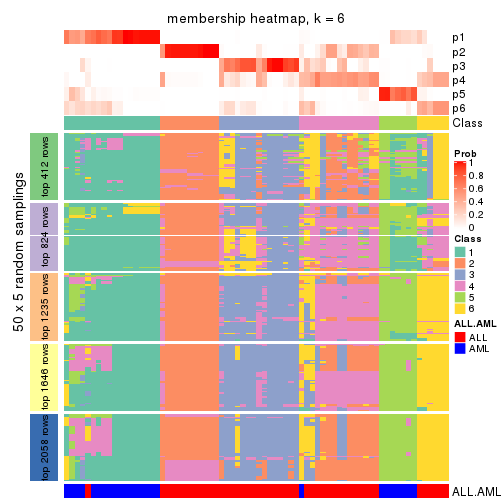 membership heatmap, k = 6
p1
p2
p3
p4
p5
p6
Class
50 x 5 random samplings
top 412 rows
top 824 rows
top 1235 rows
top 1646 rows
top 2058 rows
Prob
1
0.8
0.6
0.4
0.2
0
Class
1
2
3
4
5
6
ALL.AML
ALL
AML
ALL.AML